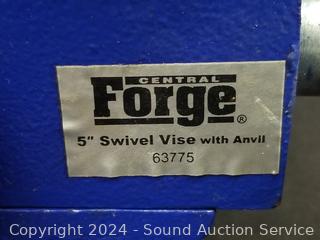 CENTRAL
Forge®
5" Swivel Vise with Anvil
63775
Copyright 2024 - Sound Auction Service